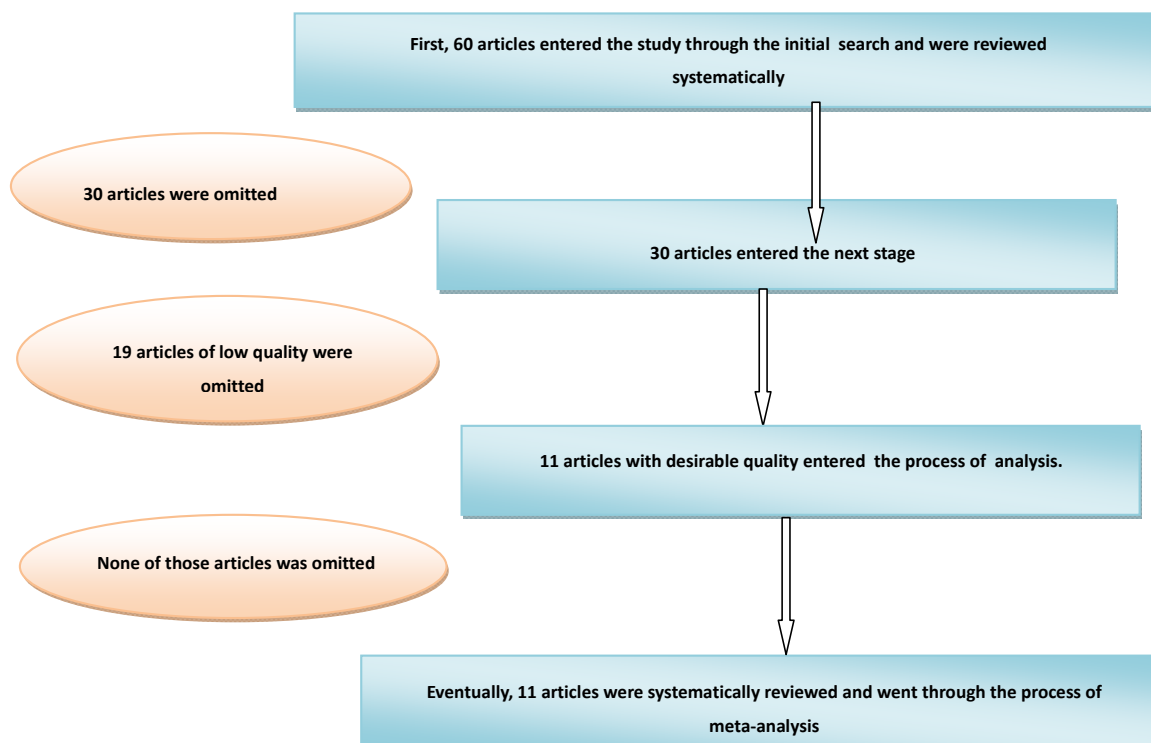 First, 60 articles entered the study through the initial search and were reviewed
systematically
30 articles were omitted
30 articles entered the next stage
19 articles of low quality were
omitted
11 articles with desirable quality entered the process of analysis.
None of those articles was omitted
Eventually, 11 articles were systematically reviewed and went through the process of
meta-analysis